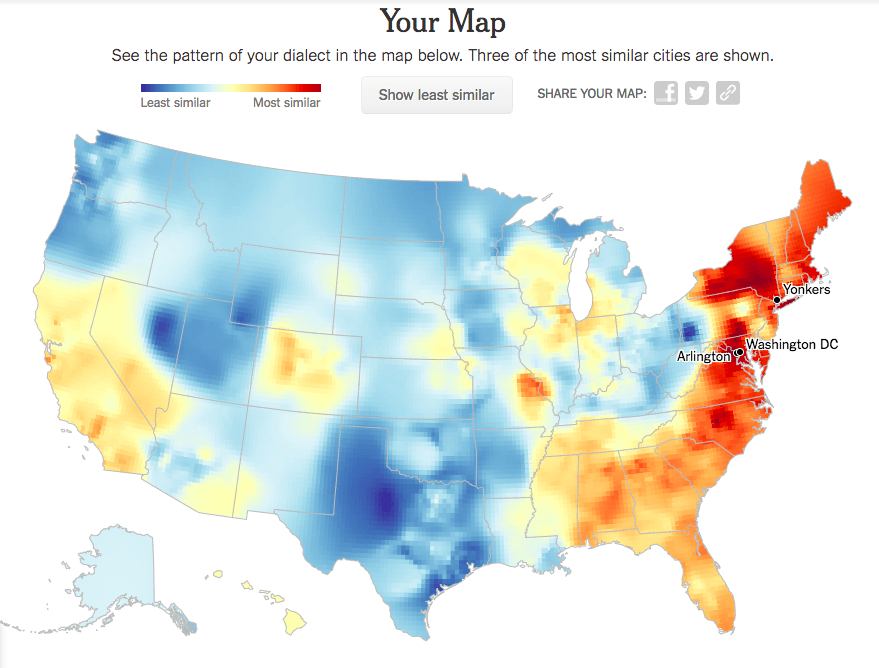 Your Map
See the pattern of your dialect in the map below. Three of the most similar cities are shown.
Least similar
Most similar
Show least similar
SHARE YOUR MAP:
Yonkers
Washington DC
Arlington